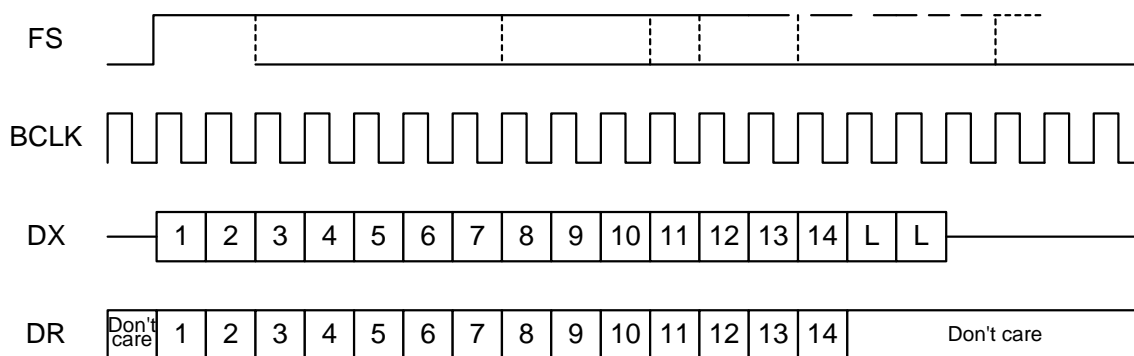 FS
BCLK
DX 1 2 3 4 5 6 7 8 9 10 11 12 13 14 L L
DR Don't care 1 2 3 4 5 6 7 8 9 10 11 12 13 14 Don't care